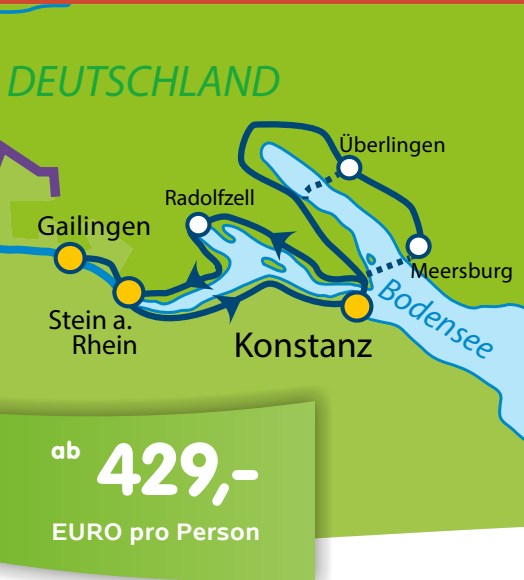 DEUTSCHLAND
Überlingen
Radolfzell
Gailingen
Meersburg
Bodensee
Stein a.
Rhein
Konstanz
ab 429,-
EURO pro Person